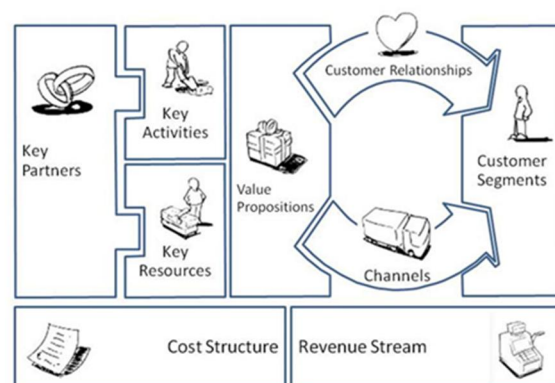 Key
Partners
Key
Activities
Key
Resources
Value
Propositions
Customer Relationships
Channels
Customer
Segments
Cost Structure
Revenue Stream